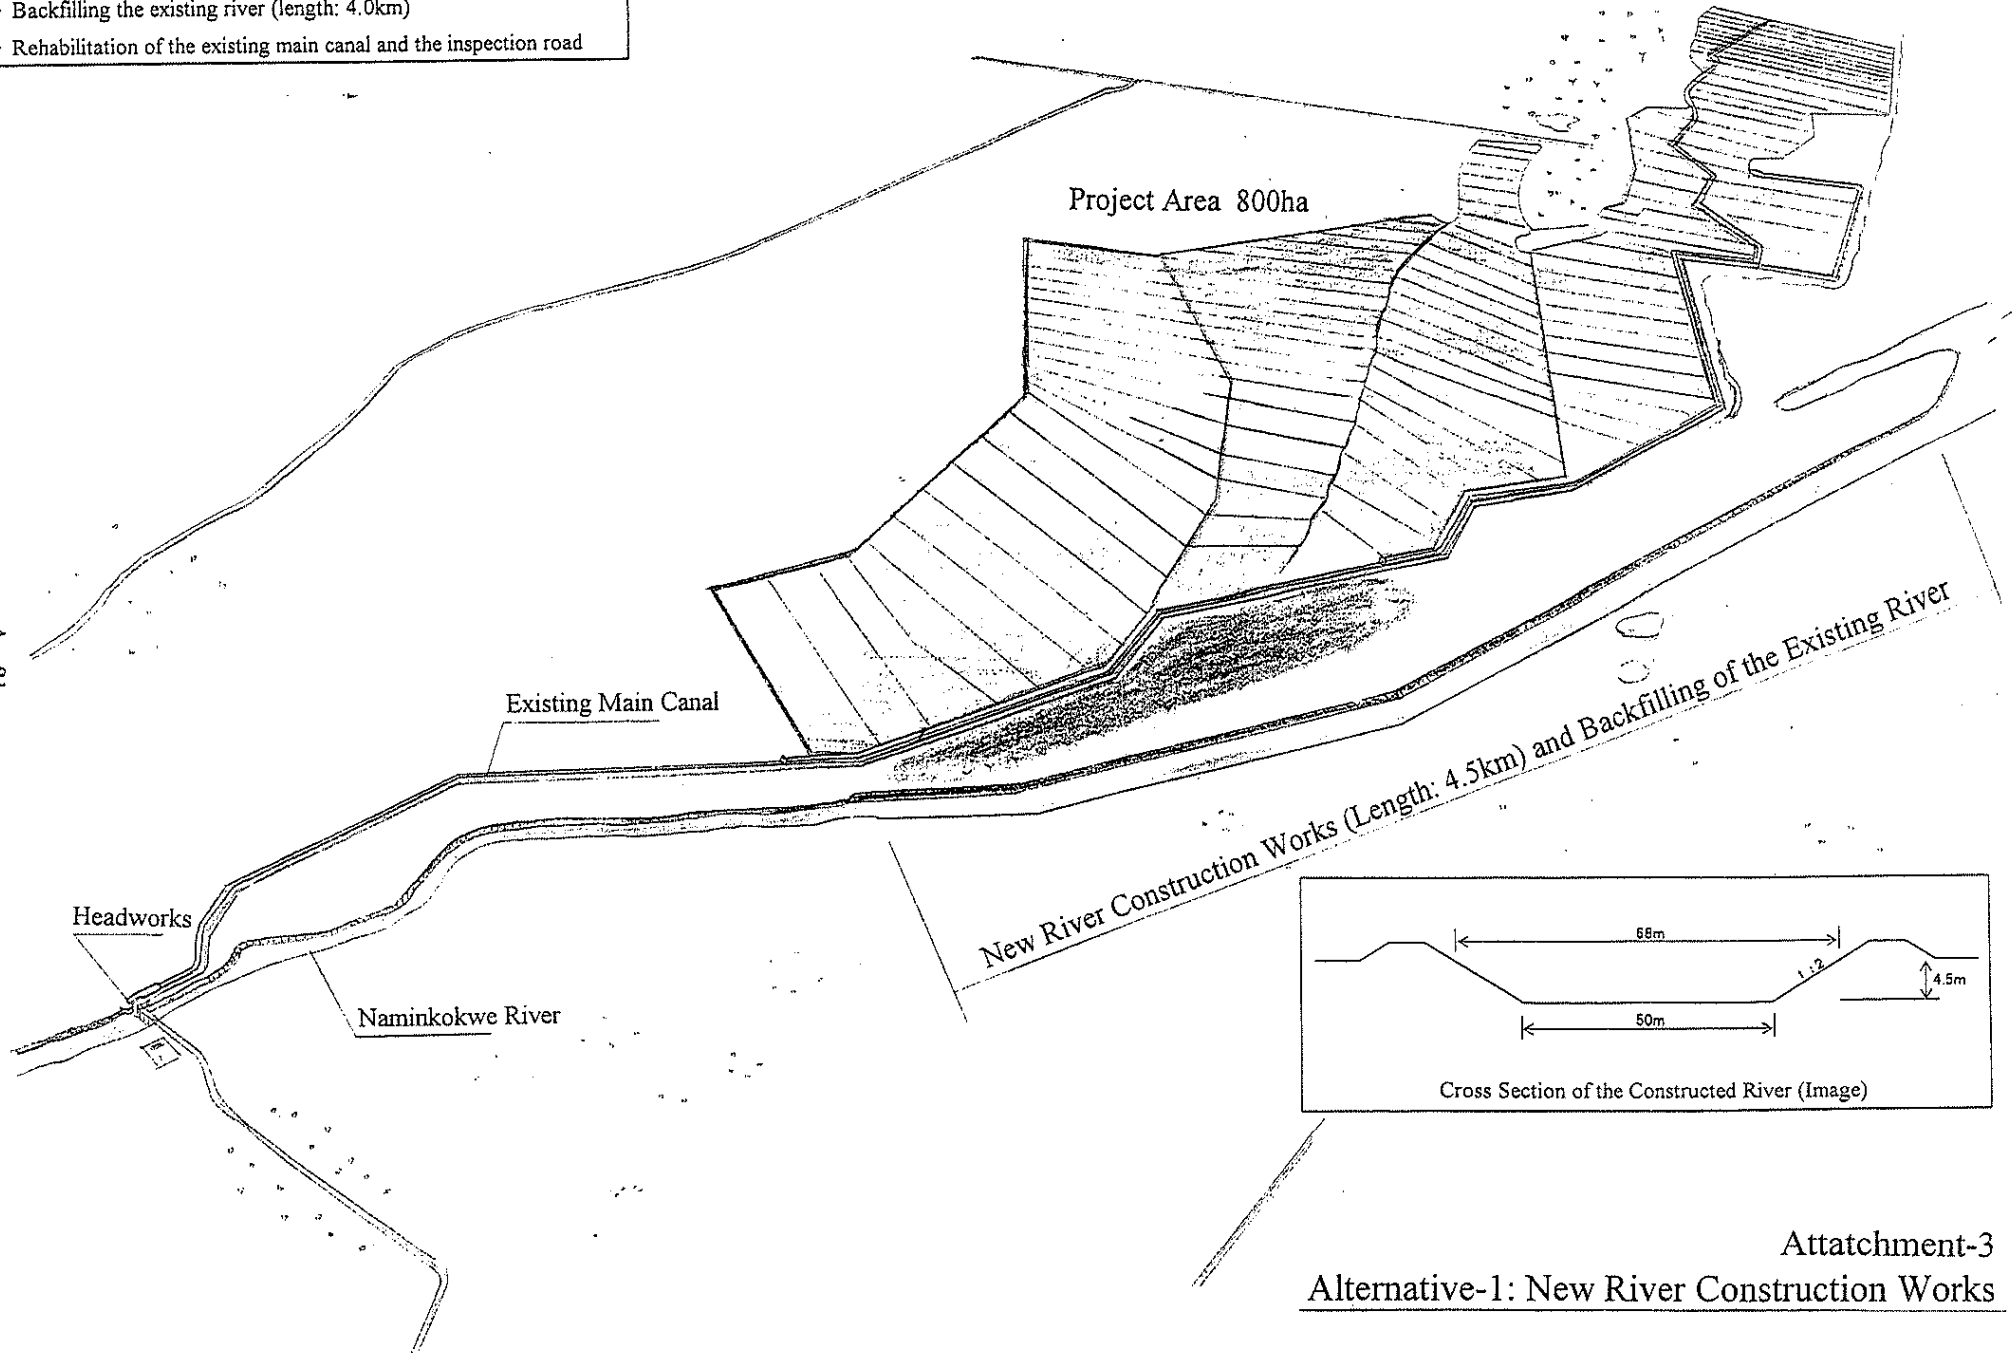 · Backfilling the existing river (length: 4.0km)
· Rehabilitation of the existing main canal and the inspection road
Project Area 800ha
Existing Main Canal
Headworks
Naminkokwe River
New River Construction Works (Length: 4.5km) and Backfilling of the Existing River
68m
1:2
4.5m
50m
Cross Section of the Constructed River (Image)
Attatchment-3
Alternative-1: New River Construction Works